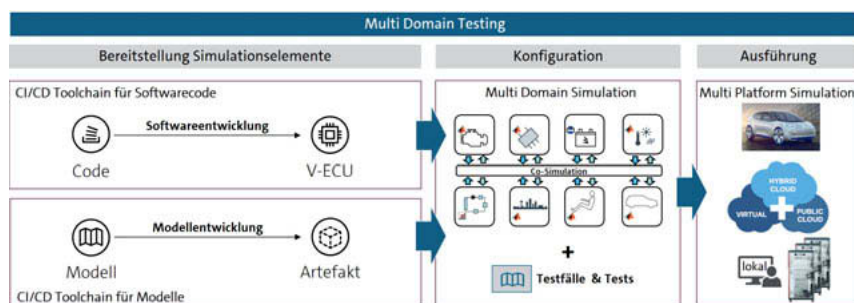 Multi Domain Testing
Bereitstellung Simulationselemente
Konfiguration
Ausführung
CI/CD Toolchain für Softwarecode
Softwareentwicklung
Code
V-ECU
Modellentwicklung
Modell
Artefakt
CI/CD Toolchain für Modelle
Multi Domain Simulation
Co-Simulation
+
Testfälle & Tests
Multi Platform Simulation
HYBRID
CLOUD
VIRTUAL
PUBLIC
CLOUD
lokal